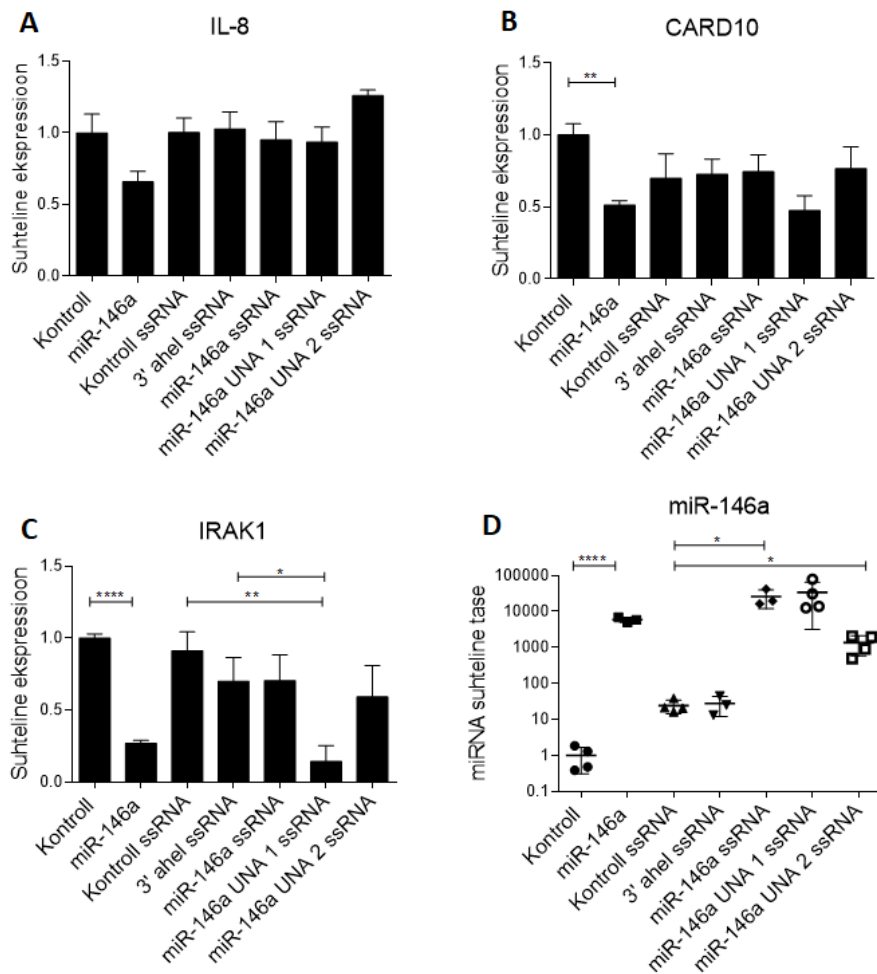 A
IL-8
Suhteline ekspressioon
1.5
1.0
0.5
0.0
Kontroll
miR-146a
Kontroll ssRNA
3' ahel ssRNA
miR-146a ssRNA
miR-146a UNA 1 ssRNA
miR-146a UNA 2 ssRNA
B
CARD10
Suhteline ekspressioon
1.5
1.0
0.5
0.0
**
Kontroll
miR-146a
Kontroll ssRNA
3' ahel ssRNA
miR-146a ssRNA
miR-146a UNA 1 ssRNA
miR-146a UNA 2 ssRNA
C
IRAK1
Suhteline ekspressioon
1.5
1.0
0.5
0.0
****
*
**
Kontroll
miR-146a
Kontroll ssRNA
3' ahel ssRNA
miR-146a ssRNA
miR-146a UNA 1 ssRNA
miR-146a UNA 2 ssRNA
D
miR-146a
miRNA suhteline tase
100000
10000
1000
100
10
1
0.1
****
*
*
Kontroll
miR-146a
Kontroll ssRNA
3' ahel ssRNA
miR-146a ssRNA
miR-146a UNA 1 ssRNA
miR-146a UNA 2 ssRNA